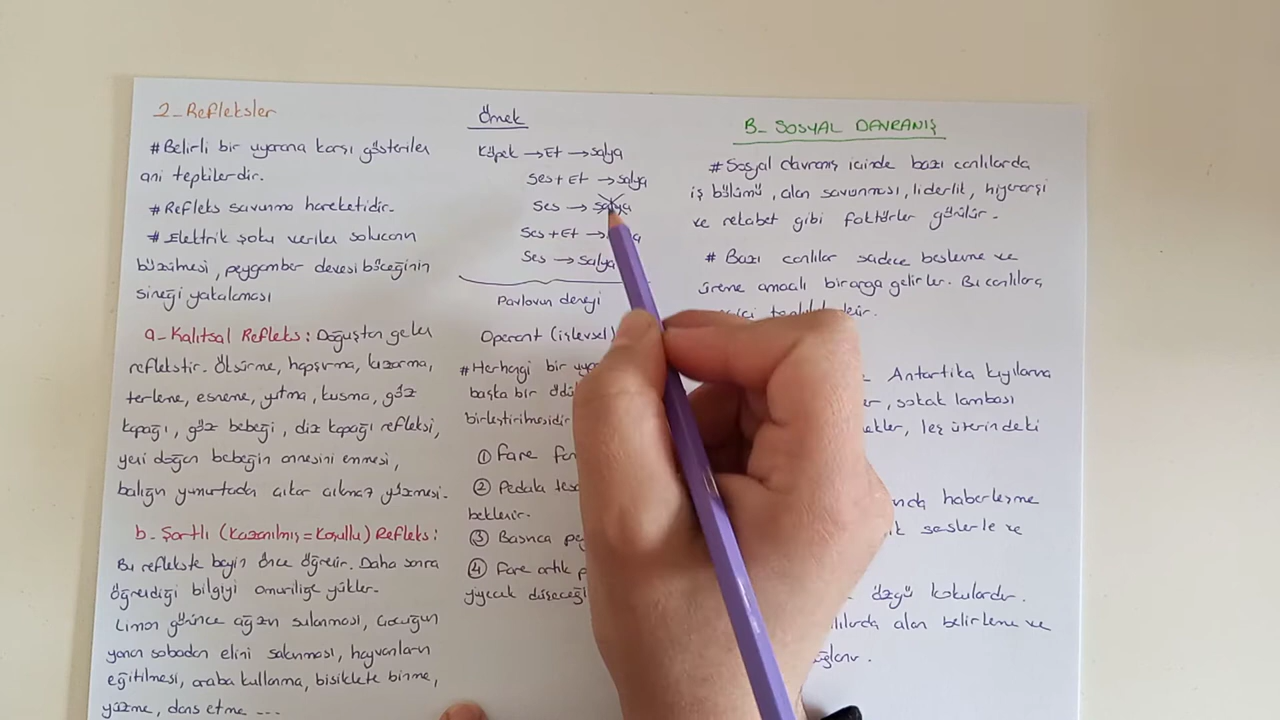 2_Refleksler
#Belirli bir uyarana karşı gösterilen
ani tepkilerdir.
#Refleks savunma hareketidir.
#Elektrik şoku verilen solucanın
büzülmesi, peygamber devesi böceğinin
sineği yakalaması
a_Kalıtsal Refleks: Doğuştan gelen
reflekstir. Öksürme, hapşırma, kızarma,
terleme, esneme, yutma, kusma, göz
kapağı, göz bebeği, diz kapağı refleksi,
yeni doğan bebeğin annesini emmesi,
balığın yumurtadan çıkar çıkmaz yüzmesi.
b_Şartlı (Kazanılmış=Koşullu) Refleks:
Bu reflekste beyin önce öğrenir. Daha sonra
öğrendiği bilgiyi omuriliğe yükler.
Limon görünce ağzın sulanması, çocuğun
yanan sobadan elini sakınması, hayvanların
eğitilmesi, araba kullanma, bisiklete binme,
yüzme, dans etme ---
Örnek
Köpek →Et →salya
Ses+Et →salya
Ses → salya
Ses+Et →
Ses →salya
Pavlovun deneyi
Operant (işlevsel)
#Herhangi bir
başka bir
birleştirilmesidir
① Fare
② Pedala
beklenir.
③ Basınca
④ Fare artık
yiyecek düşeceği
B_ SOSYAL DAVRANIŞ
#Sosyal davranış içinde bazı canlılarda
iş bölümü, alan savunması, liderlik, hiyerarşi
ve rekabet gibi faktörler görülür.
# Bazı canlılar sadece beslenme ve
üreme amaçlı bir araya gelirler. Bu canlılara
Antartika kıyılarına
, sokak lambası
, leş üzerindeki
haberleşme
seslerle ve
özgü kokulardır.
alan belirleme ve